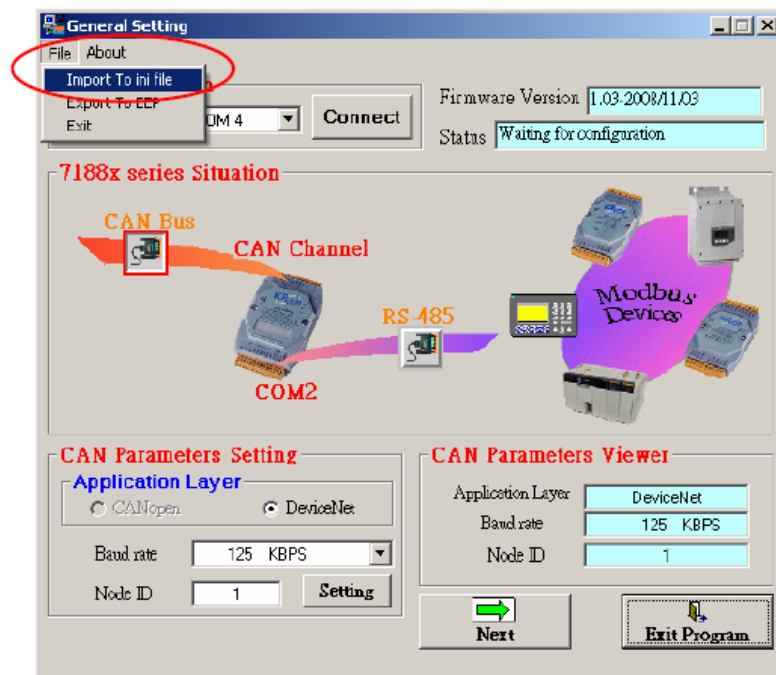 General Setting
File About
Import To ini file
Export To EEP
Exit
OM 4
Connect
Firmware Version 1.03-2008/11/03
Status Waiting for configuration
7188x series Situation
CAN Bus
CAN Channel
RS-485
COM2
Modbus
Devices
CAN Parameters Setting
Application Layer
CANopen DeviceNet
Baud rate 125 KBPS
Node ID 1 Setting
CAN Parameters Viewer
Application Layer DeviceNet
Baud rate 125 KBPS
Node ID 1
Next
Exit Program